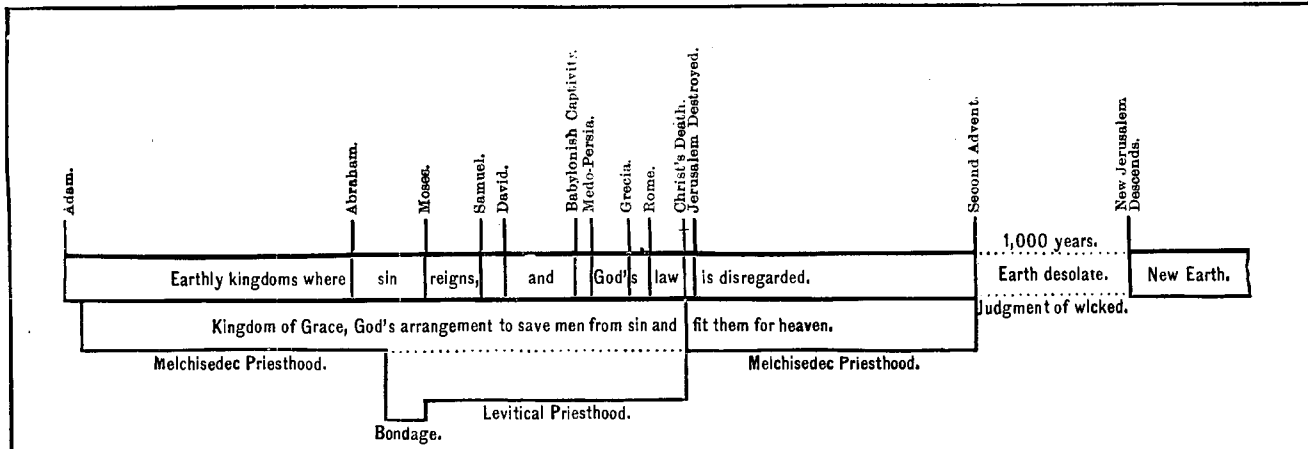 Adam.
Abraham.
Moses.
Samuel.
David.
Babylonish Captivity.
Medo-Persia.
Grecia.
Rome.
Christ's Death.
Jerusalem Destroyed.
Second Advent.
New Jerusalem
Descends.
1,000 years.
Earthly kingdoms where sin reigns, and God's law is disregarded.
Earth desolate.
New Earth.
Judgment of wicked.
Kingdom of Grace, God's arrangement to save men from sin and fit them for heaven.
Melchisedec Priesthood.
Melchisedec Priesthood.
Levitical Priesthood.
Bondage.